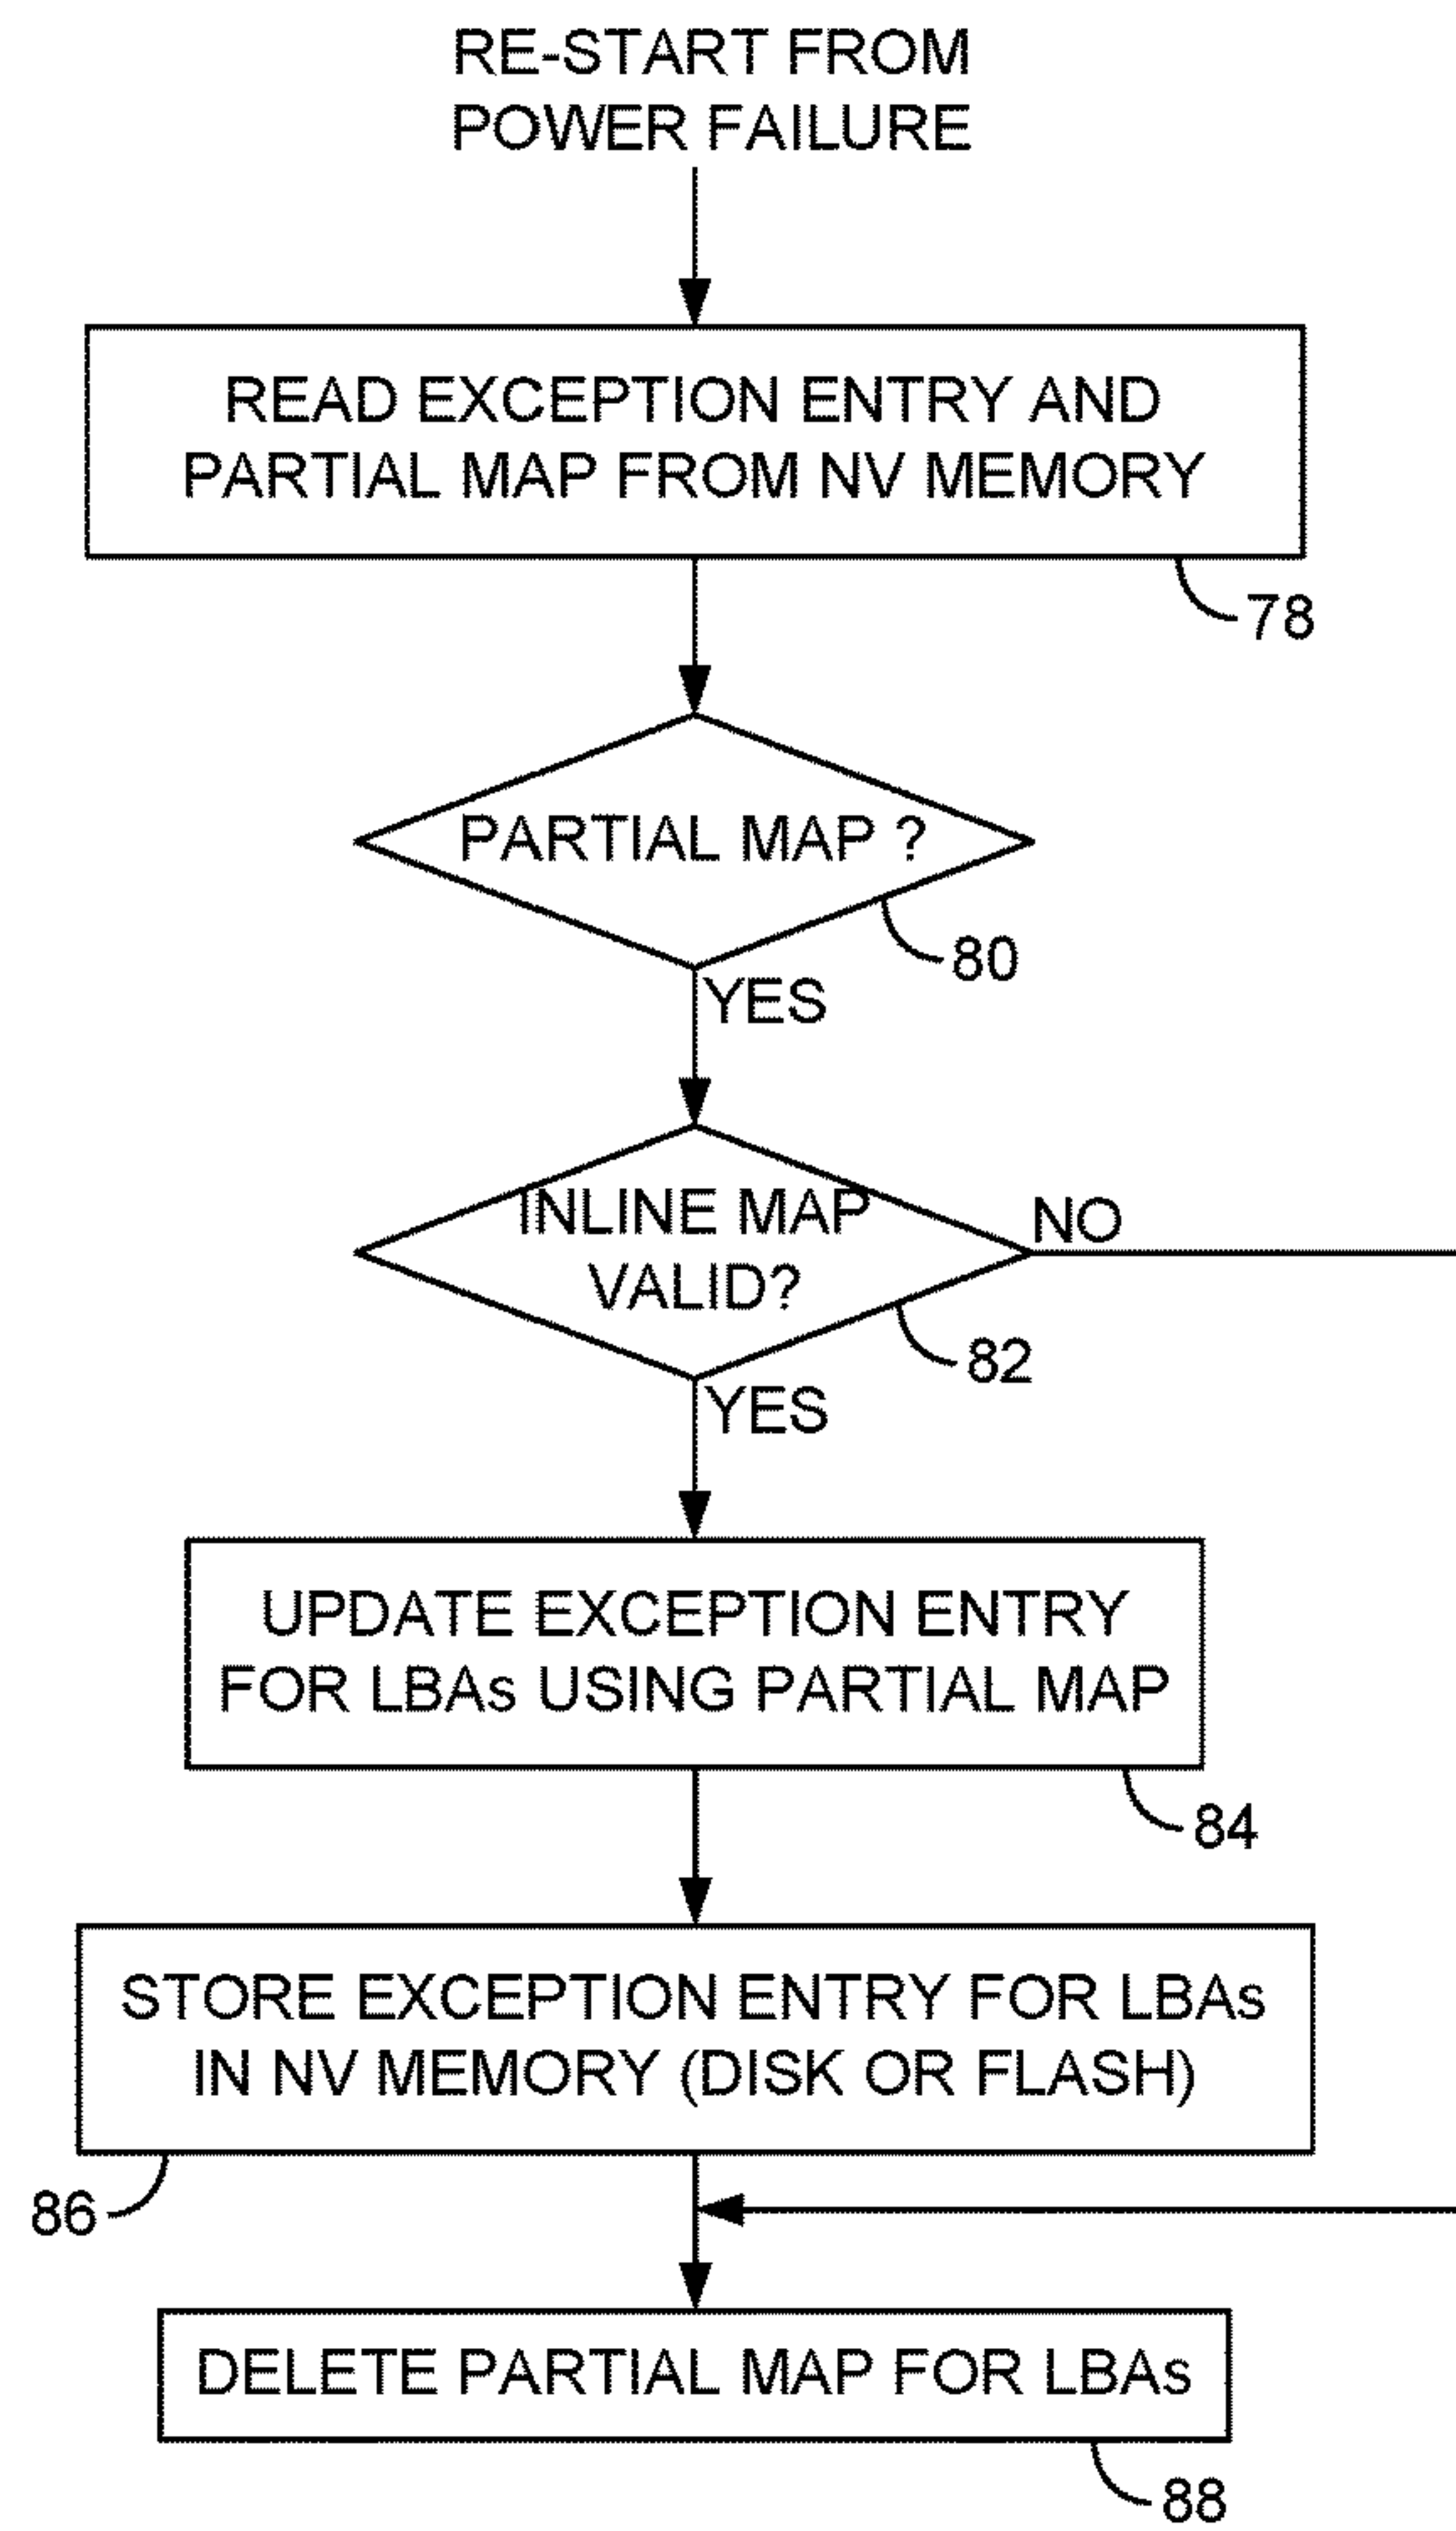 RE-START FROM
POWER FAILURE
READ EXCEPTION ENTRY AND
PARTIAL MAP FROM NV MEMORY
78
PARTIAL MAP ?
80
YES
INLINE MAP
VALID?
NO
82
YES
UPDATE EXCEPTION ENTRY
FOR LBAs USING PARTIAL MAP
84
STORE EXCEPTION ENTRY FOR LBAs
IN NV MEMORY (DISK OR FLASH)
86
DELETE PARTIAL MAP FOR LBAs
88